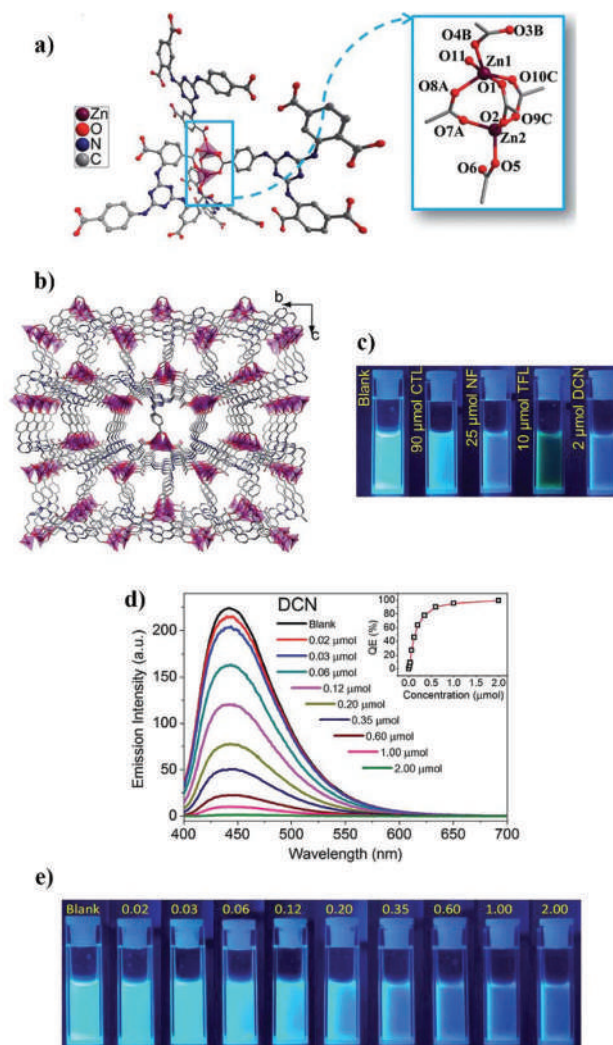 a)
Zn
O
N
C
O4B
O3B
O11
Zn1
O8A
O1
O10C
O7A
O2
O9C
Zn2
O6
O5
b)
b
c
c)
Blank
90 μmol CTL
25 μmol NF
10 μmol TFL
2 μmol DCN
d)
DCN
Blank
0.02 μmol
0.03 μmol
0.06 μmol
0.12 μmol
0.20 μmol
0.35 μmol
0.60 μmol
1.00 μmol
2.00 μmol
Emission Intensity (a.u.)
200
150
100
50
0
400 450 500 550 600 650 700
Wavelength (nm)
QE (%)
100
80
60
40
20
0
0.0 0.5 1.0 1.5 2.0
Concentration (μmol)
e)
Blank 0.02 0.03 0.06 0.12 0.20 0.35 0.60 1.00 2.00